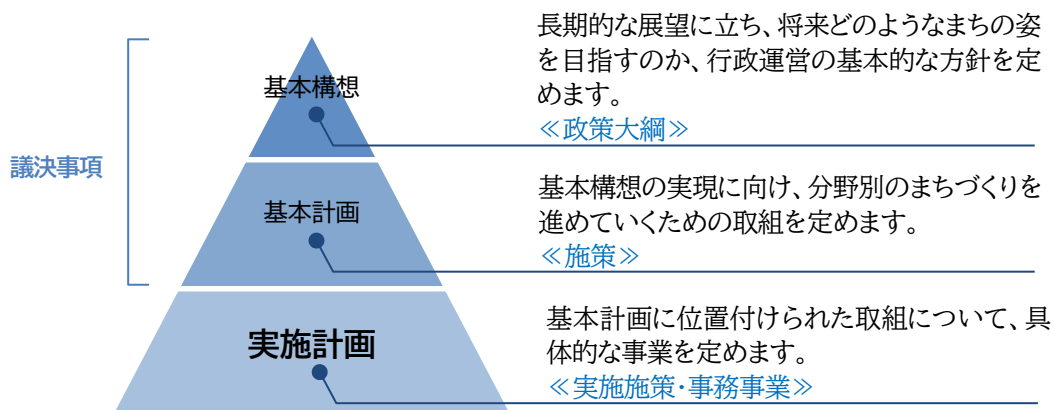 議決事項
基本構想
長期的な展望に立ち、将来どのようなまちの姿
を目指すのか、行政運営の基本的な方針を定
めます。
≪政策大綱≫
基本計画
基本構想の実現に向け、分野別のまちづくりを
進めていくための取組を定めます。
≪施策≫
実施計画
基本計画に位置付けられた取組について、具
体的な事業を定めます。
≪実施施策・事務事業≫